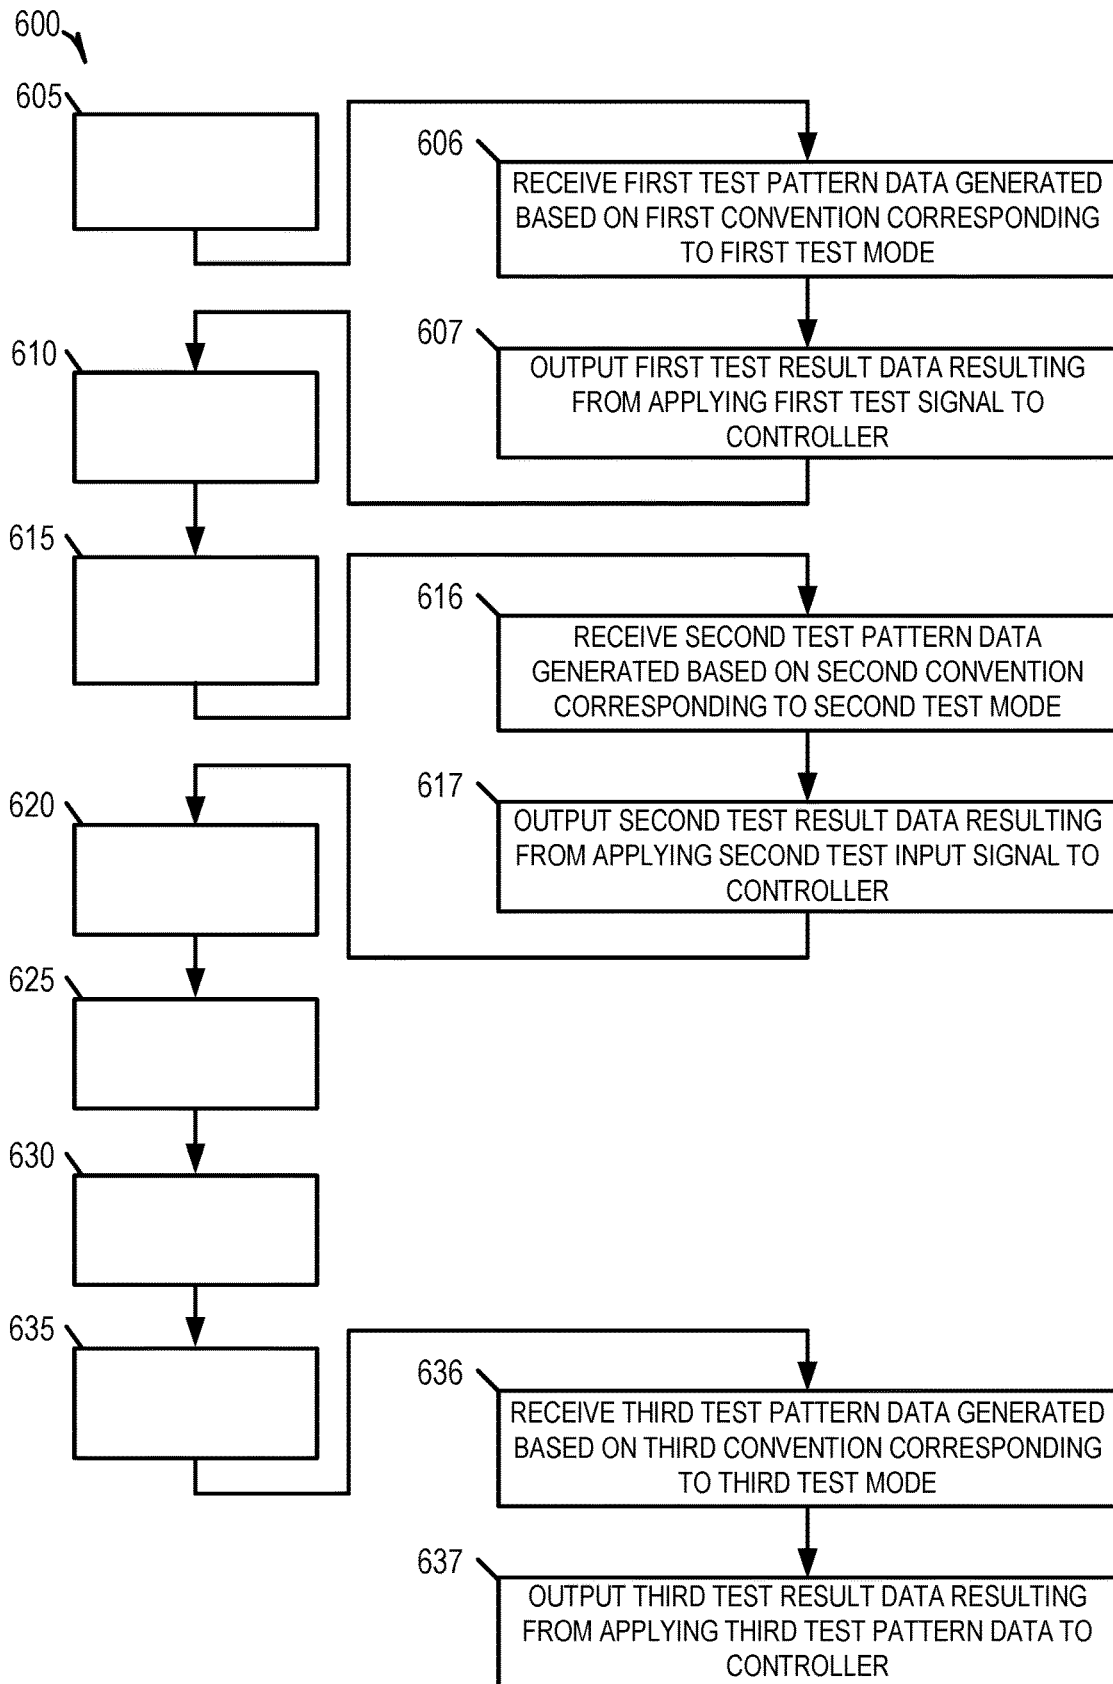 600
605
606
RECEIVE FIRST TEST PATTERN DATA GENERATED
BASED ON FIRST CONVENTION CORRESPONDING
TO FIRST TEST MODE
607
OUTPUT FIRST TEST RESULT DATA RESULTING
FROM APPLYING FIRST TEST SIGNAL TO
CONTROLLER
610
615
616
RECEIVE SECOND TEST PATTERN DATA
GENERATED BASED ON SECOND CONVENTION
CORRESPONDING TO SECOND TEST MODE
617
OUTPUT SECOND TEST RESULT DATA RESULTING
FROM APPLYING SECOND TEST INPUT SIGNAL TO
CONTROLLER
620
625
630
635
636
RECEIVE THIRD TEST PATTERN DATA GENERATED
BASED ON THIRD CONVENTION CORRESPONDING
TO THIRD TEST MODE
637
OUTPUT THIRD TEST RESULT DATA RESULTING
FROM APPLYING THIRD TEST PATTERN DATA TO
CONTROLLER